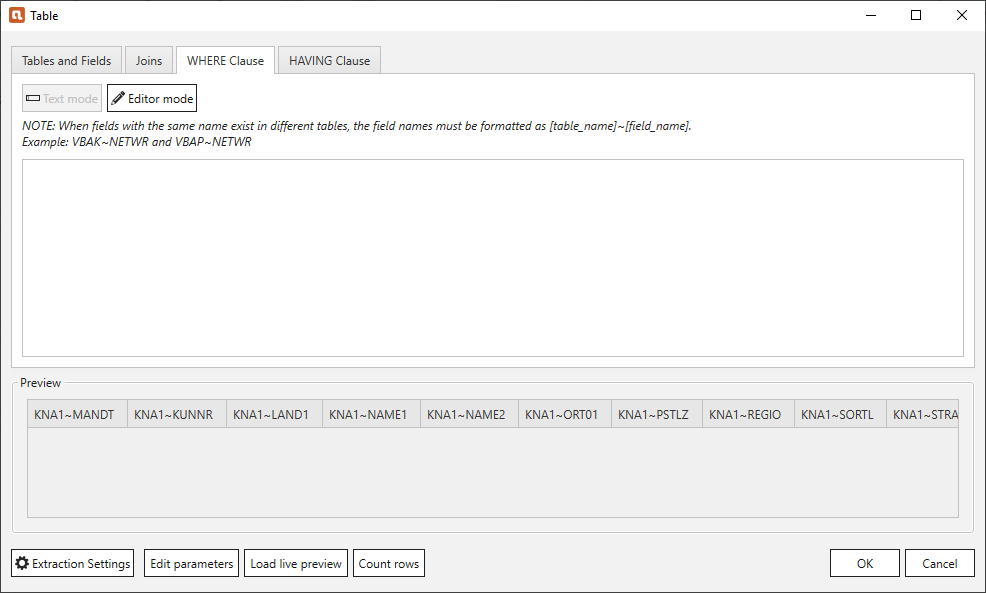 Table
Tables and Fields Joins WHERE Clause HAVING Clause
Text mode Editor mode
NOTE: When fields with the same name exist in different tables, the field names must be formatted as [table_name]~[field_name].
Example: VBAK~NETWR and VBAP~NETWR
Preview
KNA1~MANDT KNA1~KUNNR KNA1~LAND1 KNA1~NAME1 KNA1~NAME2 KNA1~ORT01 KNA1~PSTLZ KNA1~REGIO KNA1~SORTL KNA1~STRA
Extraction Settings Edit parameters Load live preview Count rows OK Cancel